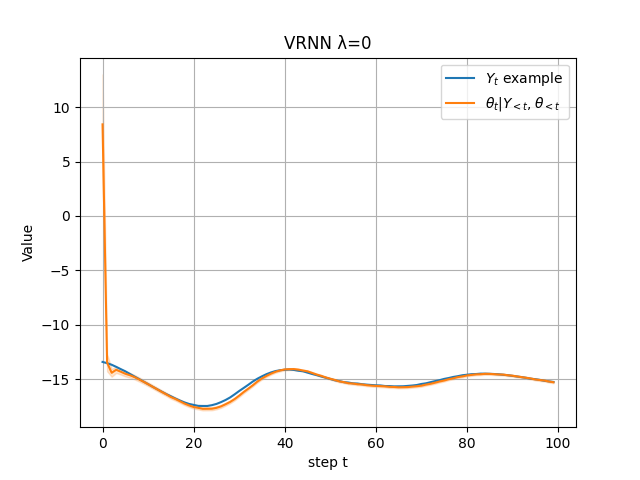 VRNN λ=0
Y_t example
θ_t|Y_{<t}, θ_{<t}
Value
10
5
0
−5
−10
−15
0 20 40 60 80 100
step t